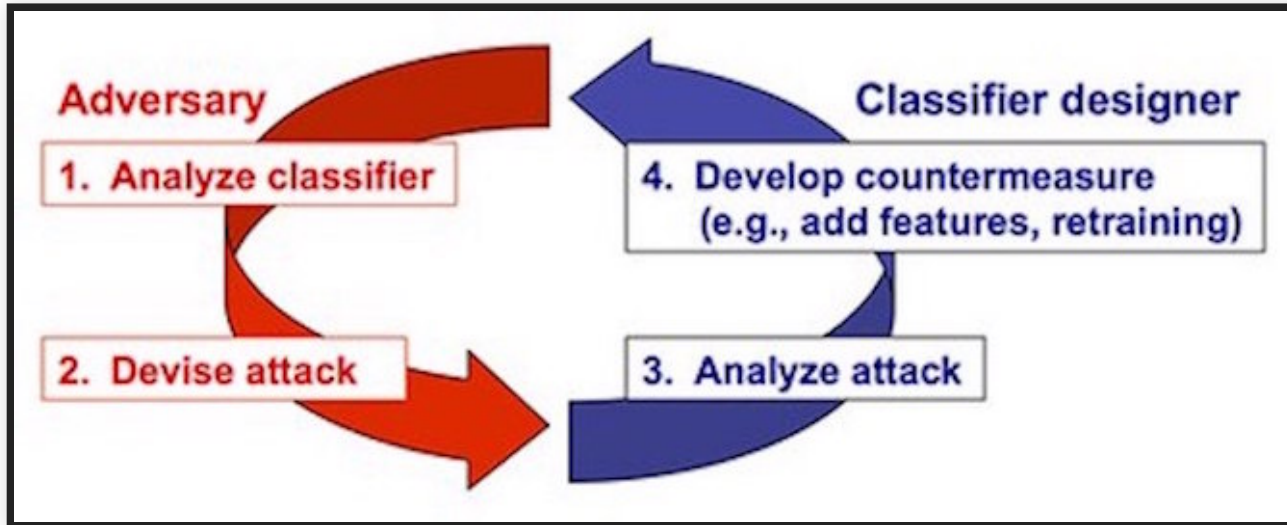 Adversary
1. Analyze classifier
2. Devise attack
3. Analyze attack
Classifier designer
4. Develop countermeasure
(e.g., add features, retraining)